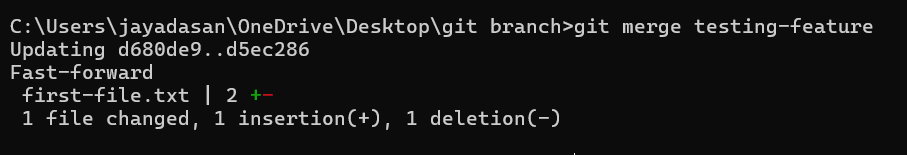 C:\Users\jayadasan\OneDrive\Desktop\git branch>git merge testing-feature
Updating d680de9..d5ec286
Fast-forward
 first-file.txt | 2 +-
 1 file changed, 1 insertion(+), 1 deletion(-)